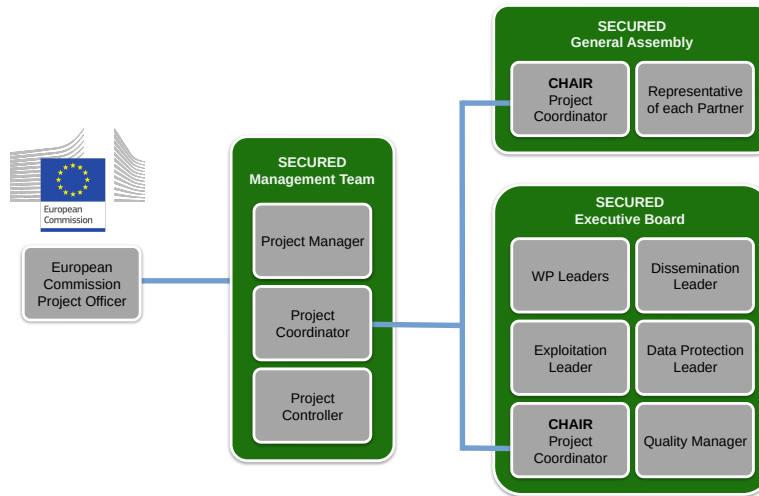 European
Commission
European
Commission
Project Officer
SECURED
Management Team
Project Manager
Project
Coordinator
Project
Controller
SECURED
General Assembly
CHAIR
Project
Coordinator
Representative
of each Partner
SECURED
Executive Board
WP Leaders
Dissemination
Leader
Exploitation
Leader
Data Protection
Leader
CHAIR
Project
Coordinator
Quality Manager